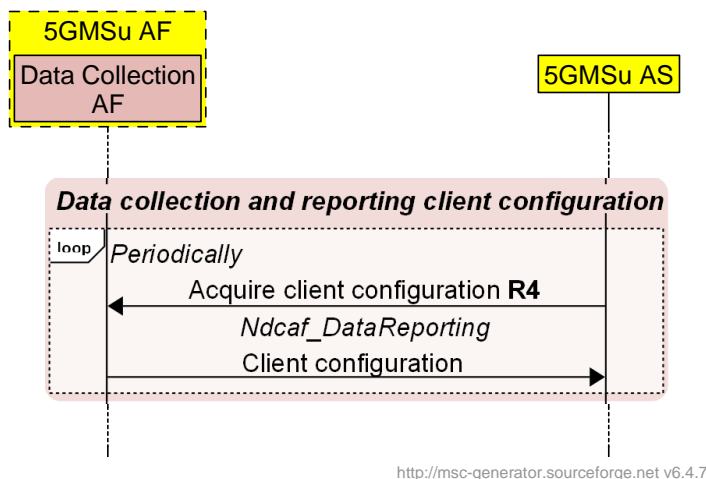 5GMSu AF
Data Collection
AF
5GMSu AS
Data collection and reporting client configuration
loop
Periodically
Acquire client configuration R4
Ndcaf_DataReporting
Client configuration
http://msc-generator.sourceforge.net v6.4.7